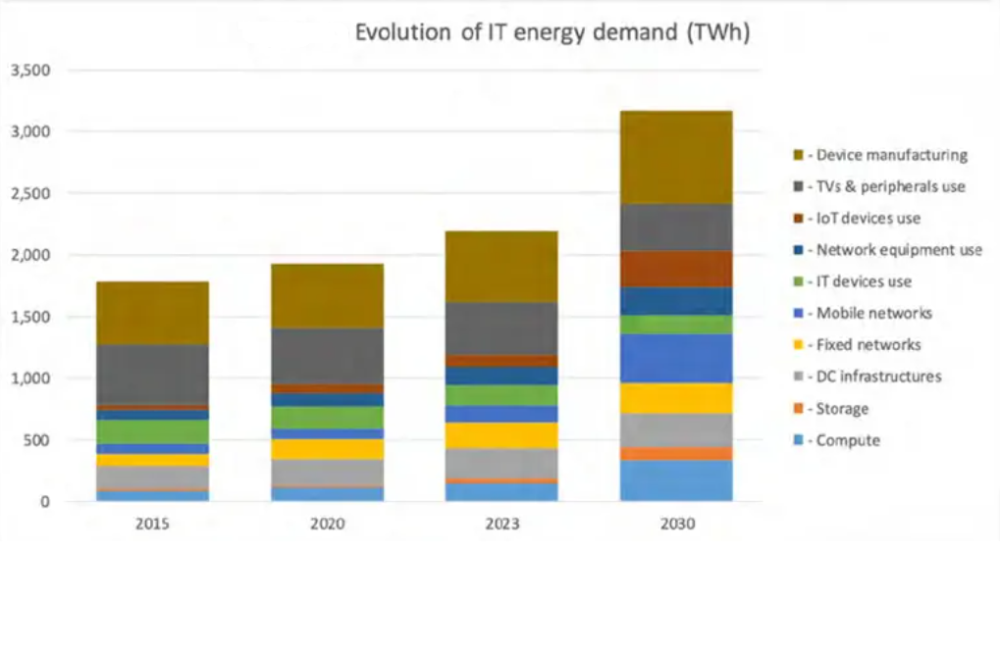 Evolution of IT energy demand (TWh)
3,500
3,000
2,500
2,000
1,500
1,000
500
0
2015
2020
2023
2030
- Device manufacturing
- TVs & peripherals use
- IoT devices use
- Network equipment use
- IT devices use
- Mobile networks
- Fixed networks
- DC infrastructures
- Storage
- Compute